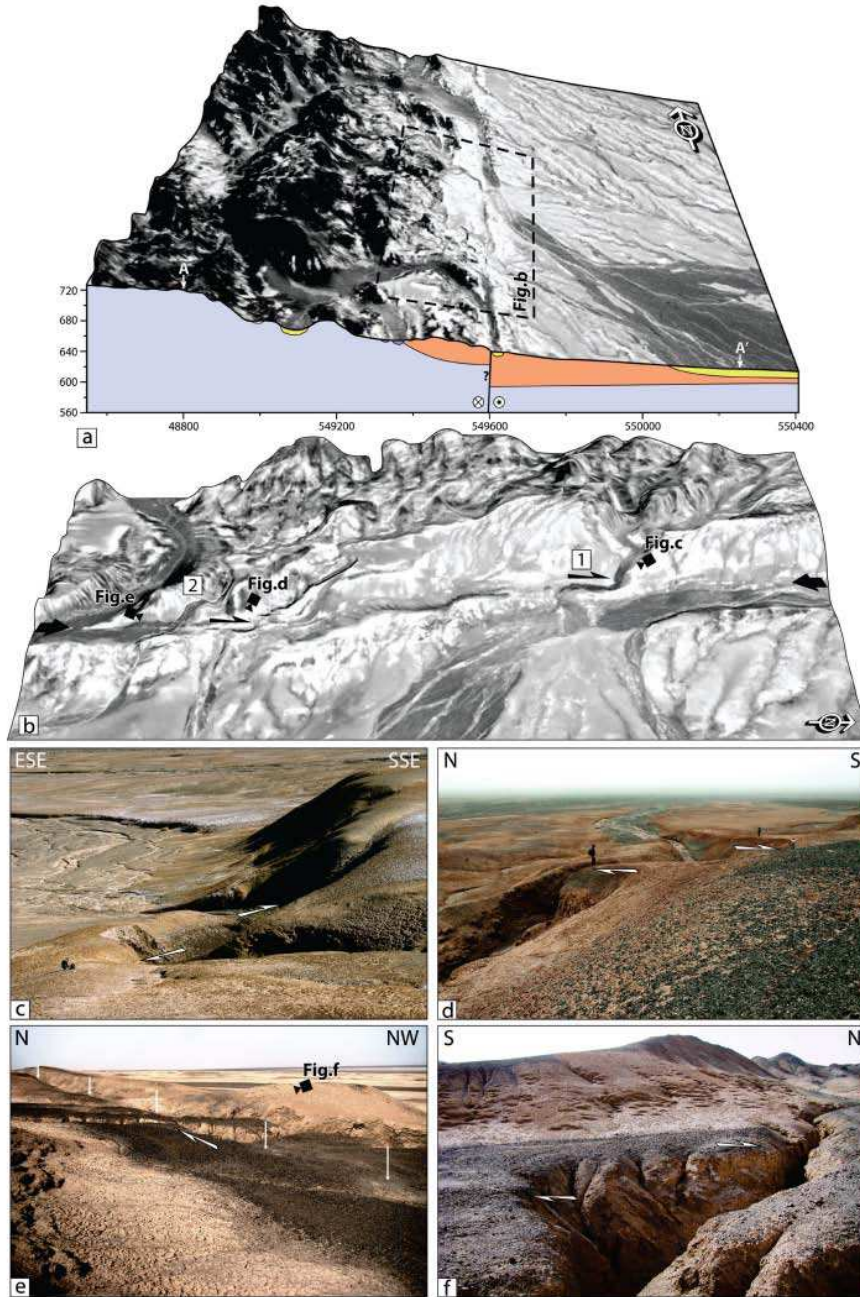 N
A
Fig.b
A'
720
680
640
600
560
?
48800
549200
549600
550000
550400
a
1
Fig.c
2
Fig.d
Fig.e
b
N
ESE
SSE
c
N
S
d
N
NW
Fig.f
e
S
N
f